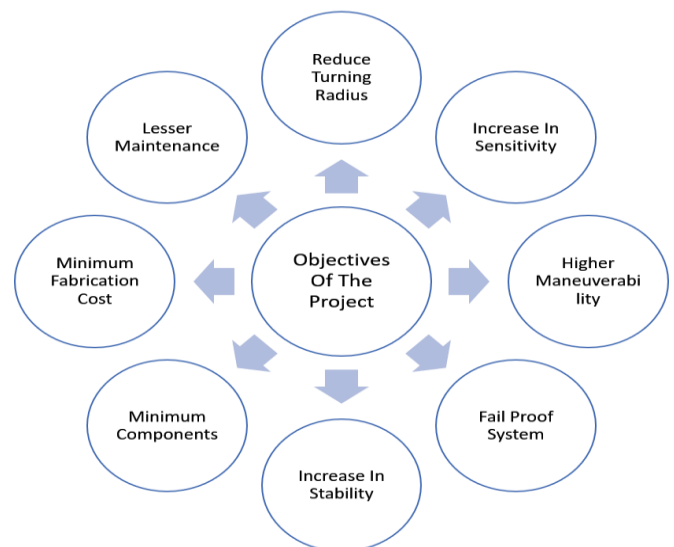 Reduce
Turning
Radius
Increase In
Sensitivity
Higher
Maneuverabi
lity
Fail Proof
System
Increase In
Stability
Minimum
Components
Minimum
Fabrication
Cost
Lesser
Maintenance
Objectives
Of The
Project